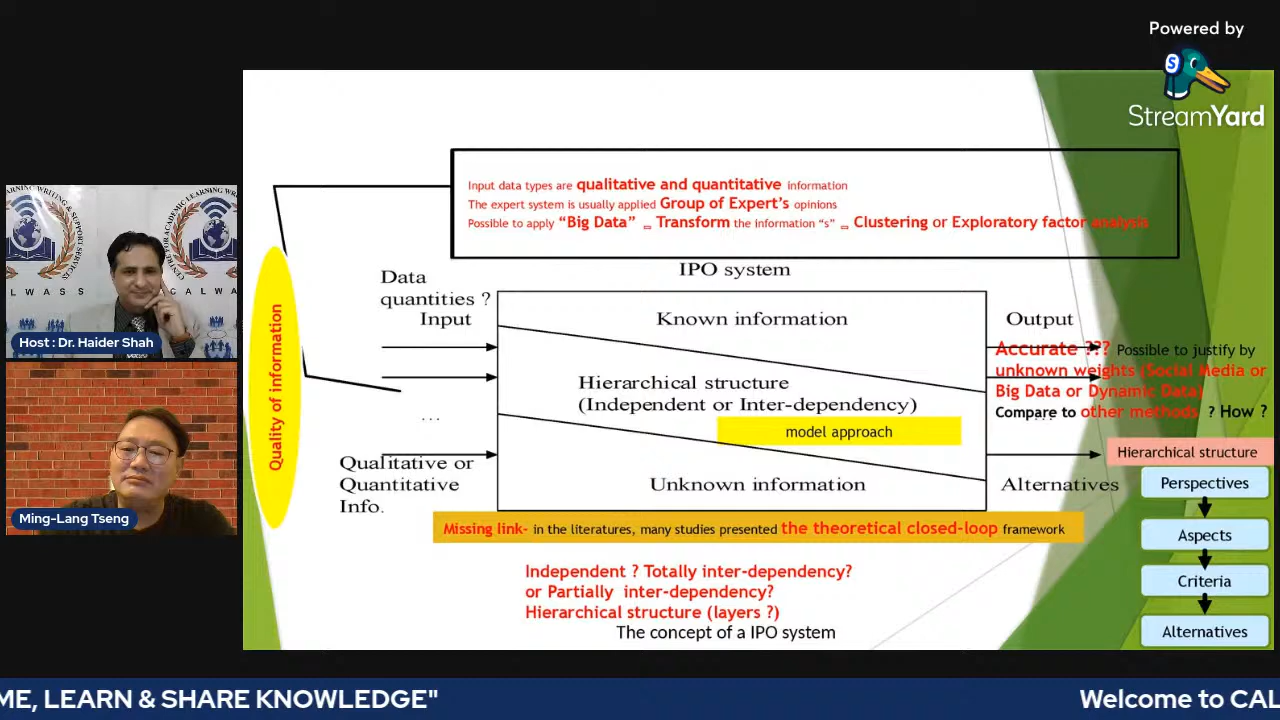 Powered by
S
StreamYard
Input data types are qualitative and quantitative information
The expert system is usually applied Group of Expert's opinions
Possible to apply “Big Data” = Transform the information “s” = Clustering or Exploratory factor analysis
IPO system
Data
quantities ?
Input
Known information
Output
Accurate ??? Possible to justify by
unknown weights (Social Media or
Big Data or Dynamic Data)
Compare to other methods ? How ?
Hierarchical structure
(Independent or Inter-dependency)
model approach
...
...
Quality of information
Qualitative or
Quantitative
Info.
Unknown information
Alternatives
Hierarchical structure
Perspectives
Aspects
Criteria
Alternatives
Missing link- in the literatures, many studies presented the theoretical closed-loop framework
Independent ? Totally inter-dependency?
or Partially inter-dependency?
Hierarchical structure (layers ?)
The concept of a IPO system
Host : Dr. Haider Shah
Ming-Lang Tseng
ME, LEARN & SHARE KNOWLEDGE"
Welcome to CAL